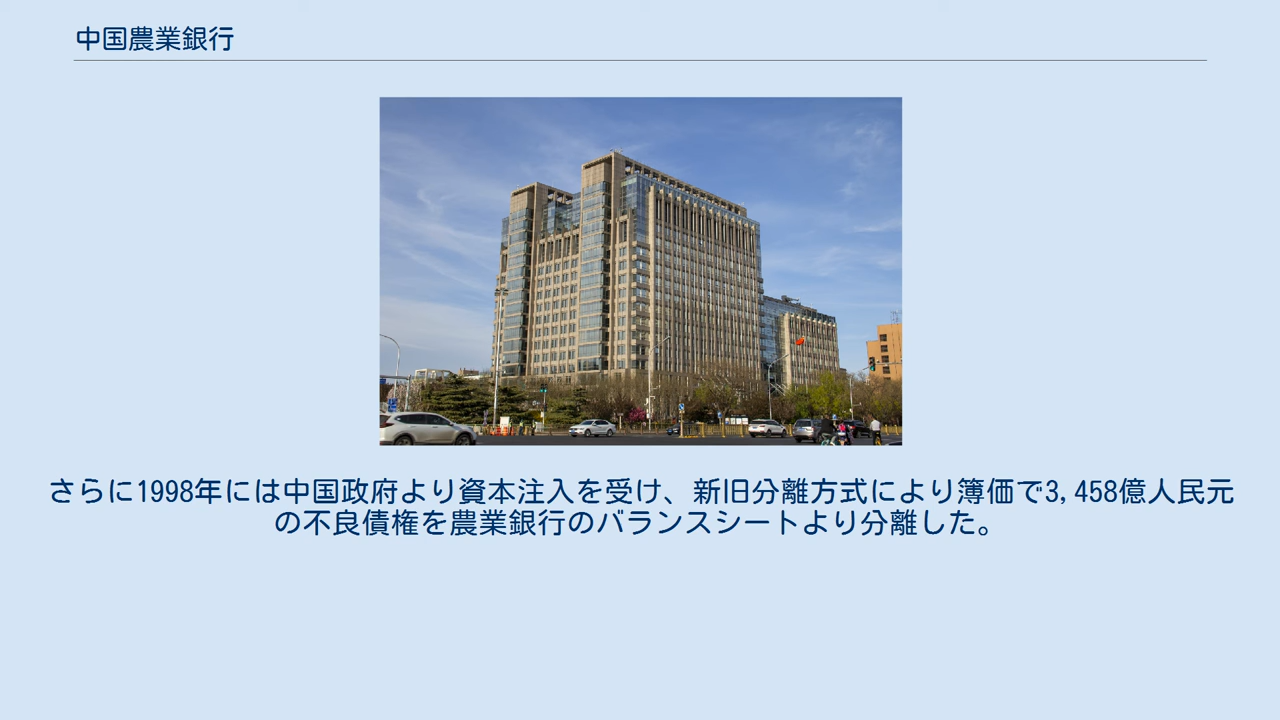 中国農業銀行
さらに1998年には中国政府より資本注入を受け、新旧分離方式により簿価で3,458億人民元
の不良債権を農業銀行のバランスシートより分離した。